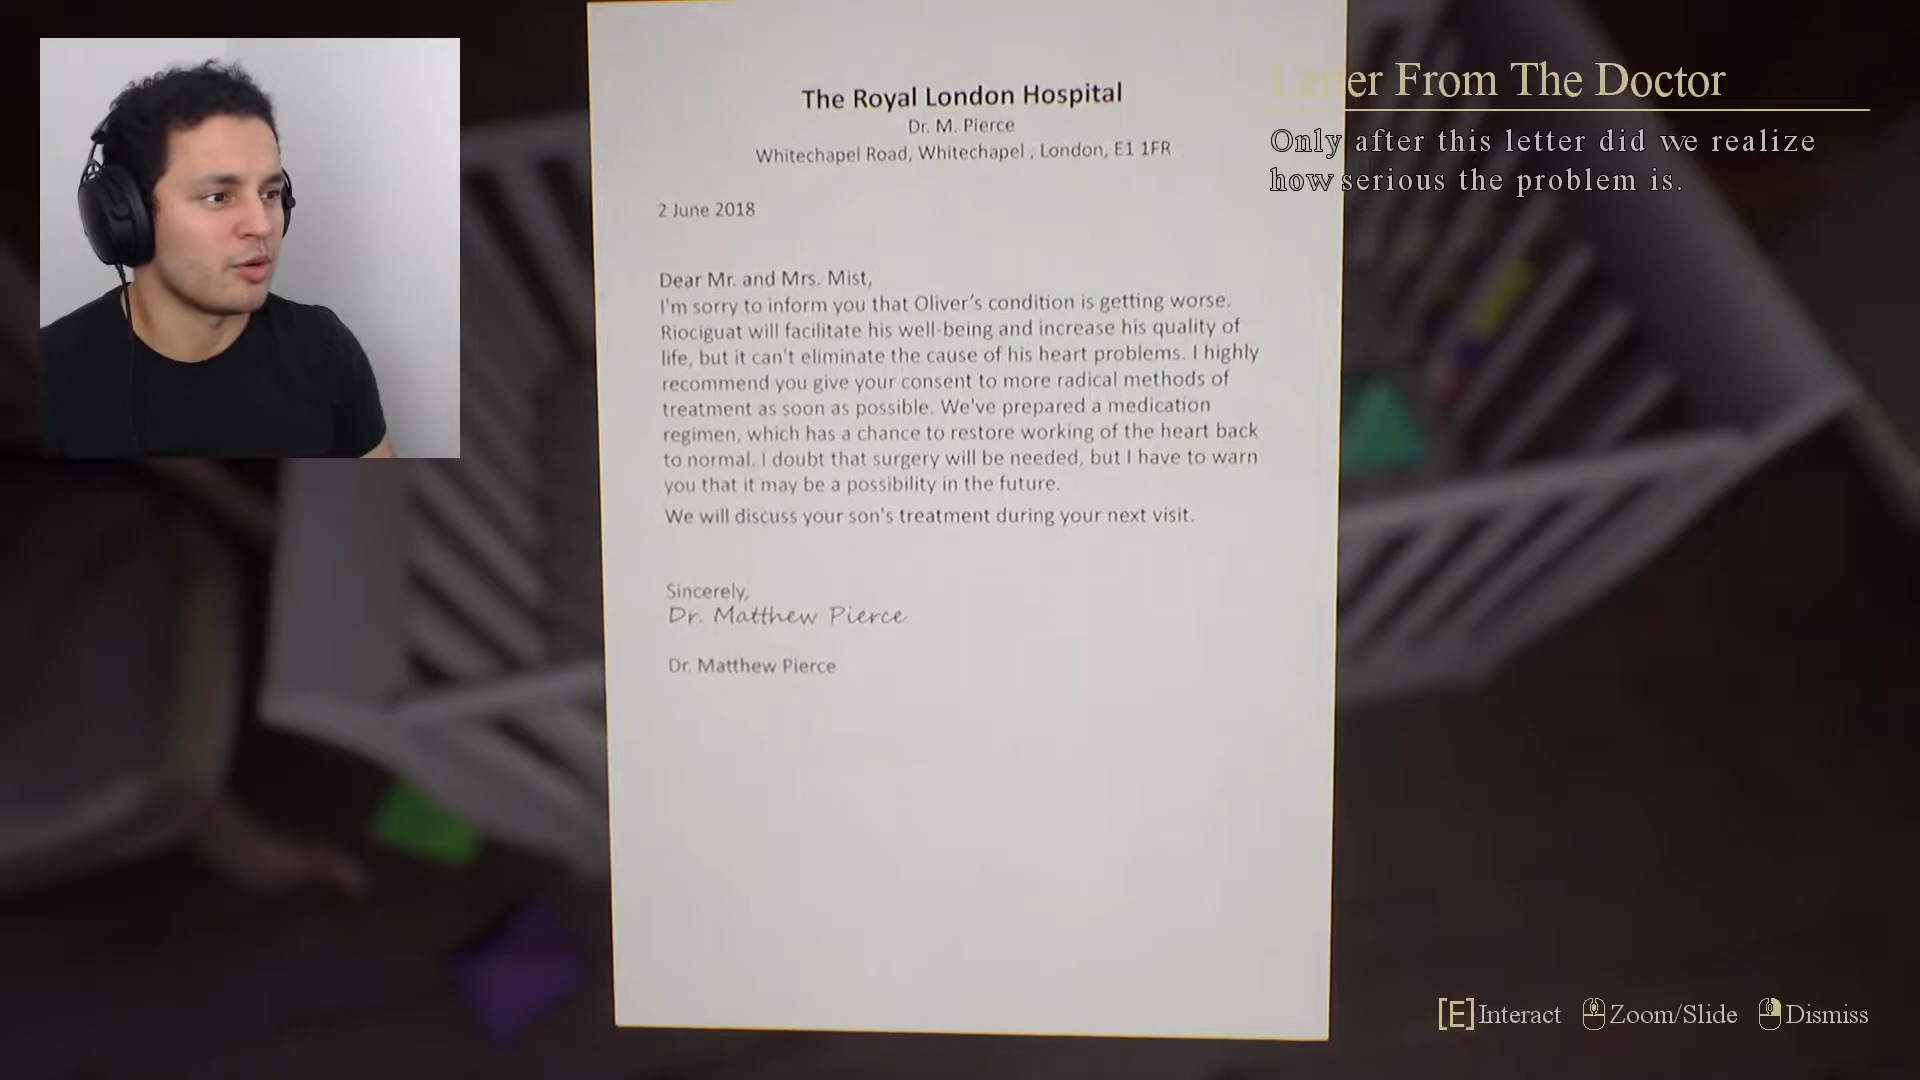 The Royal London Hospital
Dr. M. Pierce
Whitechapel Road, Whitechapel , London, E1 1FR
2 June 2018
Dear Mr. and Mrs. Mist,
I'm sorry to inform you that Oliver's condition is getting worse.
Riociguat will facilitate his well-being and increase his quality of
life, but it can't eliminate the cause of his heart problems. I highly
recommend you give your consent to more radical methods of
treatment as soon as possible. We've prepared a medication
regimen, which has a chance to restore working of the heart back
to normal. I doubt that surgery will be needed, but I have to warn
you that it may be a possibility in the future.
We will discuss your son's treatment during your next visit.
Sincerely,
Dr. Matthew Pierce
Dr. Matthew Pierce
Letter From The Doctor
Only after this letter did we realize
how serious the problem is.
[E] Interact Zoom/Slide Dismiss